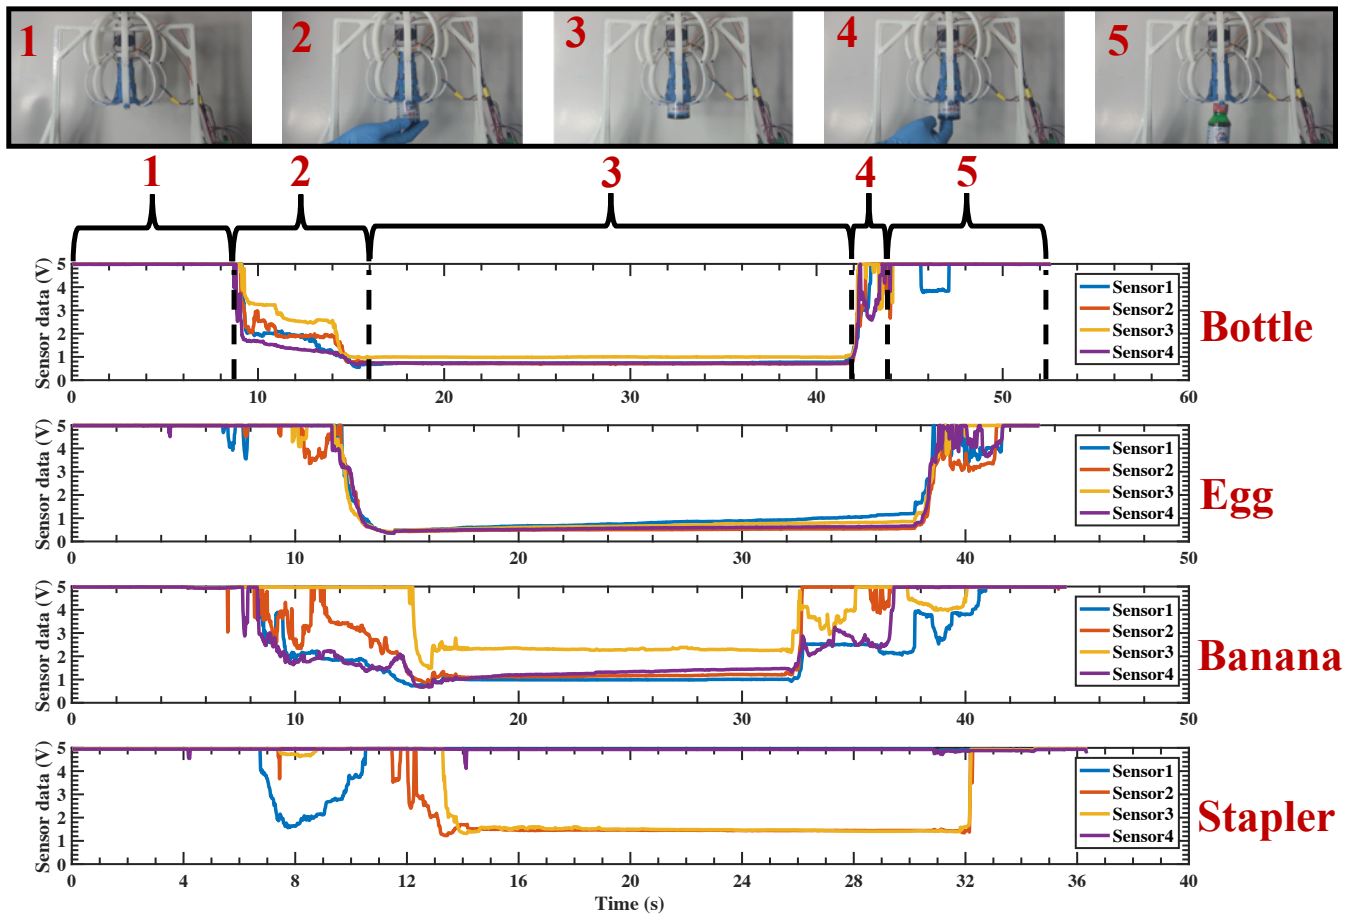 1 2 3 4 5
1 2 3 4 5
Sensor data (V)
5
4
3
2
1
0
Sensor1
Sensor2
Sensor3
Sensor4
Bottle
0 10 20 30 40 50 60
Sensor data (V)
5
4
3
2
1
0
Sensor1
Sensor2
Sensor3
Sensor4
Egg
0 10 20 30 40 50
Sensor data (V)
5
4
3
2
1
0
Sensor1
Sensor2
Sensor3
Sensor4
Banana
0 10 20 30 40 50
Sensor data (V)
5
4
3
2
1
0
Sensor1
Sensor2
Sensor3
Sensor4
Stapler
0 4 8 12 16 20 24 28 32 36 40
Time (s)